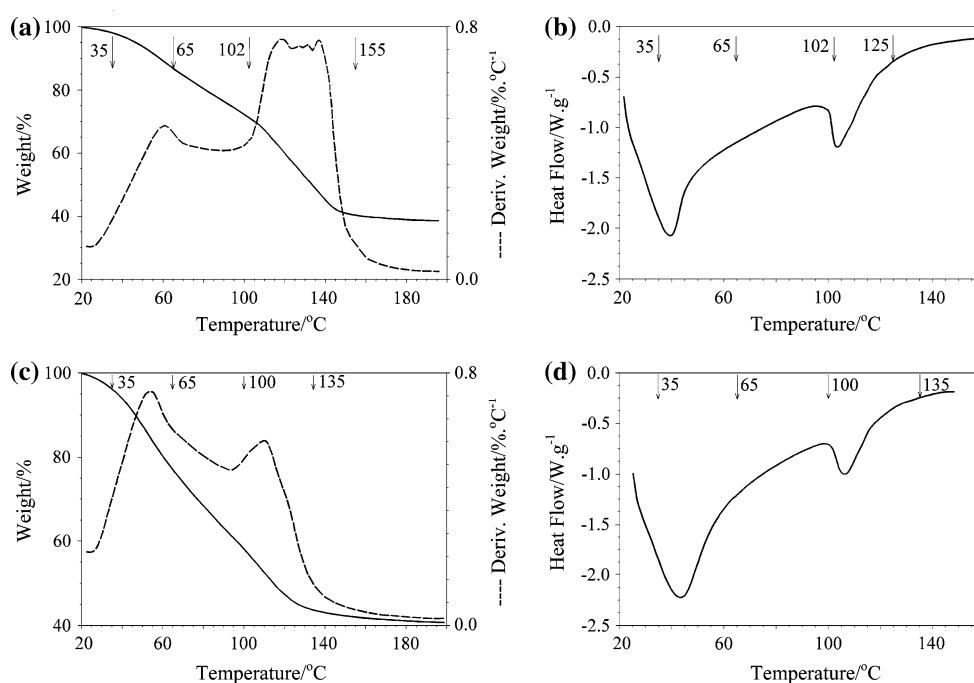 (a)
100
80
60
40
20
Weight/%
35
65
102
155
0.8
0.0
---- Deriv. Weight/%.°C⁻¹
20 60 100 140 180
Temperature/°C
(b)
0.0
-0.5
-1.0
-1.5
-2.0
-2.5
Heat Flow/W.g⁻¹
35
65
102
125
20 60 100 140
Temperature/°C
(c)
100
80
60
40
Weight/%
35
65
100
135
0.8
0.0
---- Deriv. Weight/%.°C⁻¹
20 60 100 140 180
Temperature/°C
(d)
0.0
-0.5
-1.0
-1.5
-2.0
-2.5
Heat Flow/W.g⁻¹
35
65
100
135
20 60 100 140
Temperature/°C